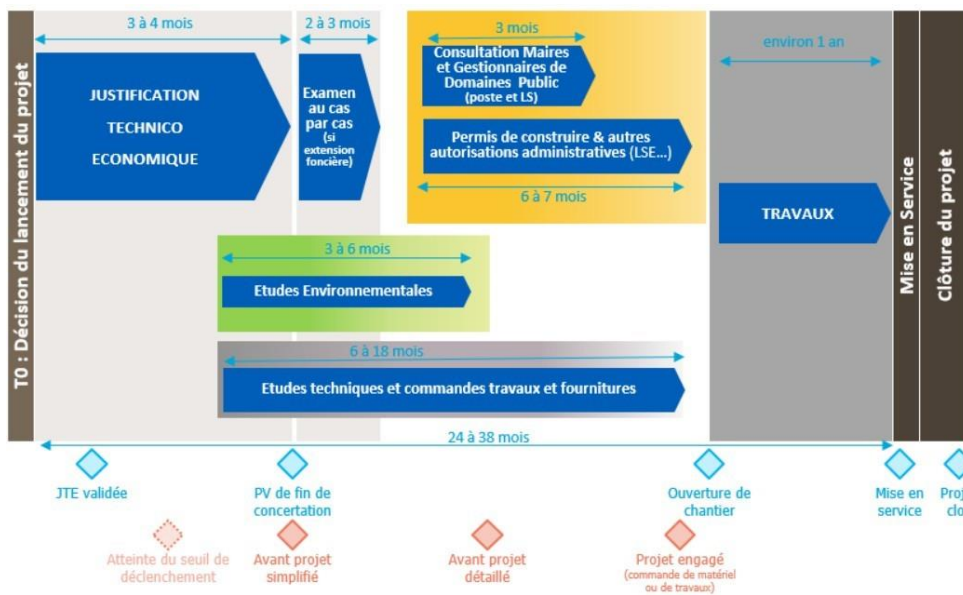 3 à 4 mois
2 à 3 mois
3 mois
environ 1 an
T0 : Décision du lancement du projet
JUSTIFICATION
TECHNICO
ECONOMIQUE
Examen
au cas
par cas
(si
extension
foncière)
Consultation Maires
et Gestionnaires de
Domaines Public
(poste et LS)
Permis de construire & autres
autorisations administratives (LSE...)
6 à 7 mois
TRAVAUX
Mise en Service
Clôture du projet
3 à 6 mois
Etudes Environnementales
6 à 18 mois
Etudes techniques et commandes travaux et fournitures
24 à 38 mois
JTE validée
PV de fin de
concertation
Ouverture de
chantier
Mise en
service
Proj
clo
Atteinte du seuil de
déclenchement
Avant projet
simplifié
Avant projet
détaillé
Projet engagé
(commande de matériel
ou de travaux)